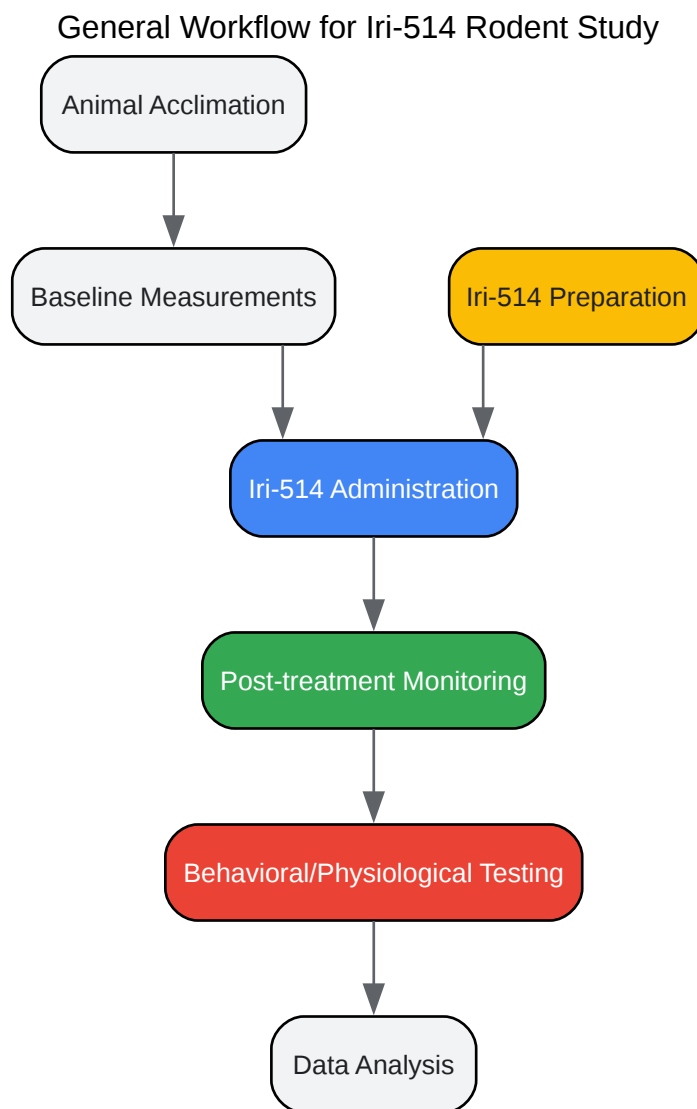 General Workflow for Iri-514 Rodent Study
Animal Acclimation
Baseline Measurements
Iri-514 Preparation
Iri-514 Administration
Post-treatment Monitoring
Behavioral/Physiological Testing
Data Analysis